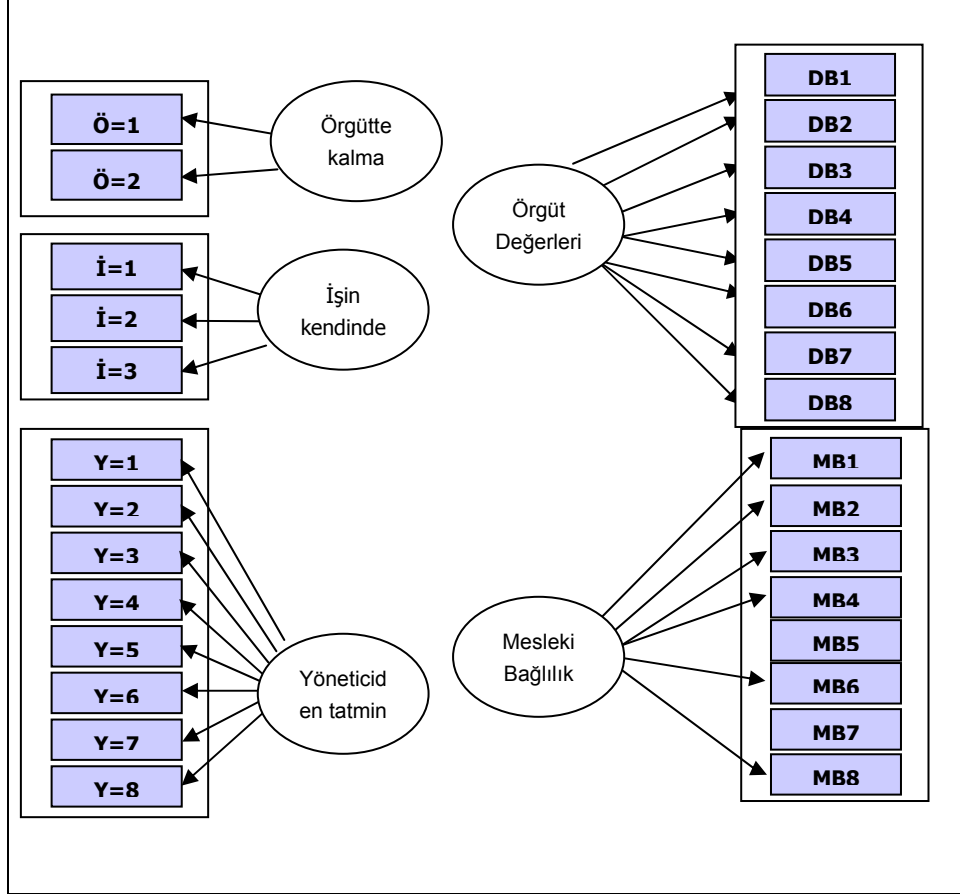 Ö=1
Ö=2
Örgütte
kalma
İ=1
İ=2
İ=3
İşin
kendinde
Y=1
Y=2
Y=3
Y=4
Y=5
Y=6
Y=7
Y=8
Yöneticid
en tatmin
Örgüt
Değerleri
DB1
DB2
DB3
DB4
DB5
DB6
DB7
DB8
Mesleki
Bağlılık
MB1
MB2
MB3
MB4
MB5
MB6
MB7
MB8